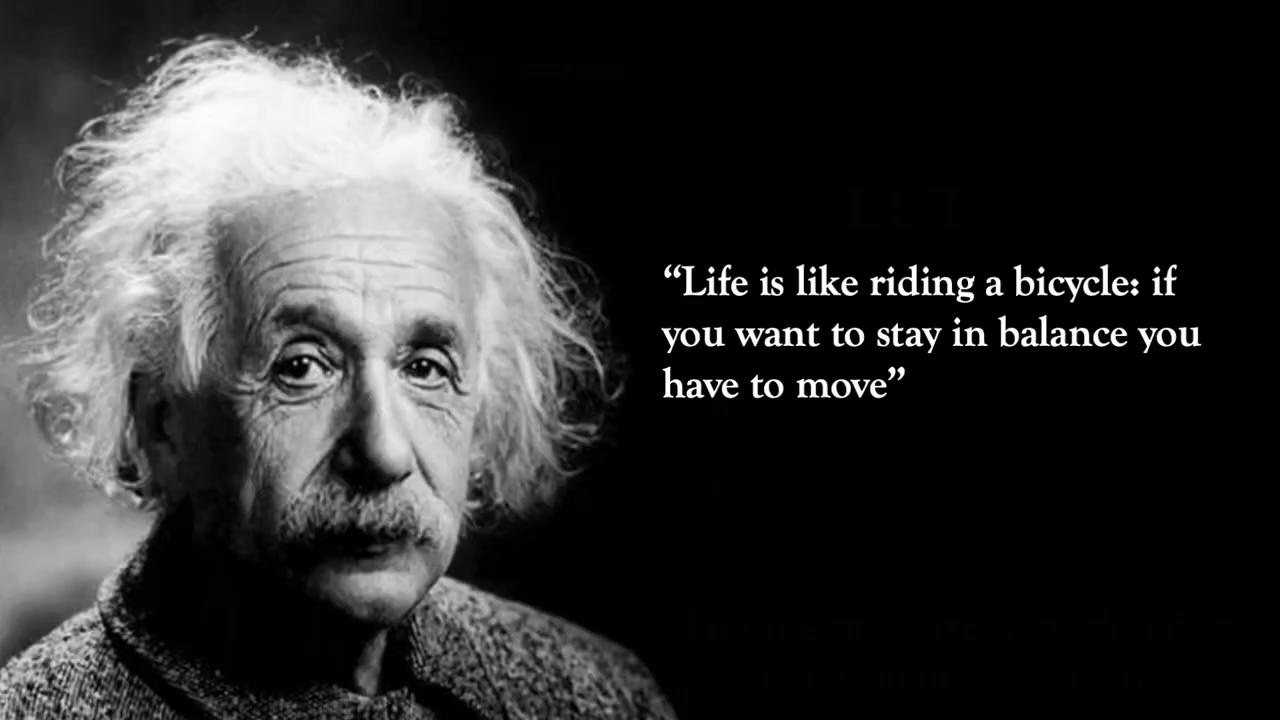 “Life is like riding a bicycle: if
you want to stay in balance you
have to move”